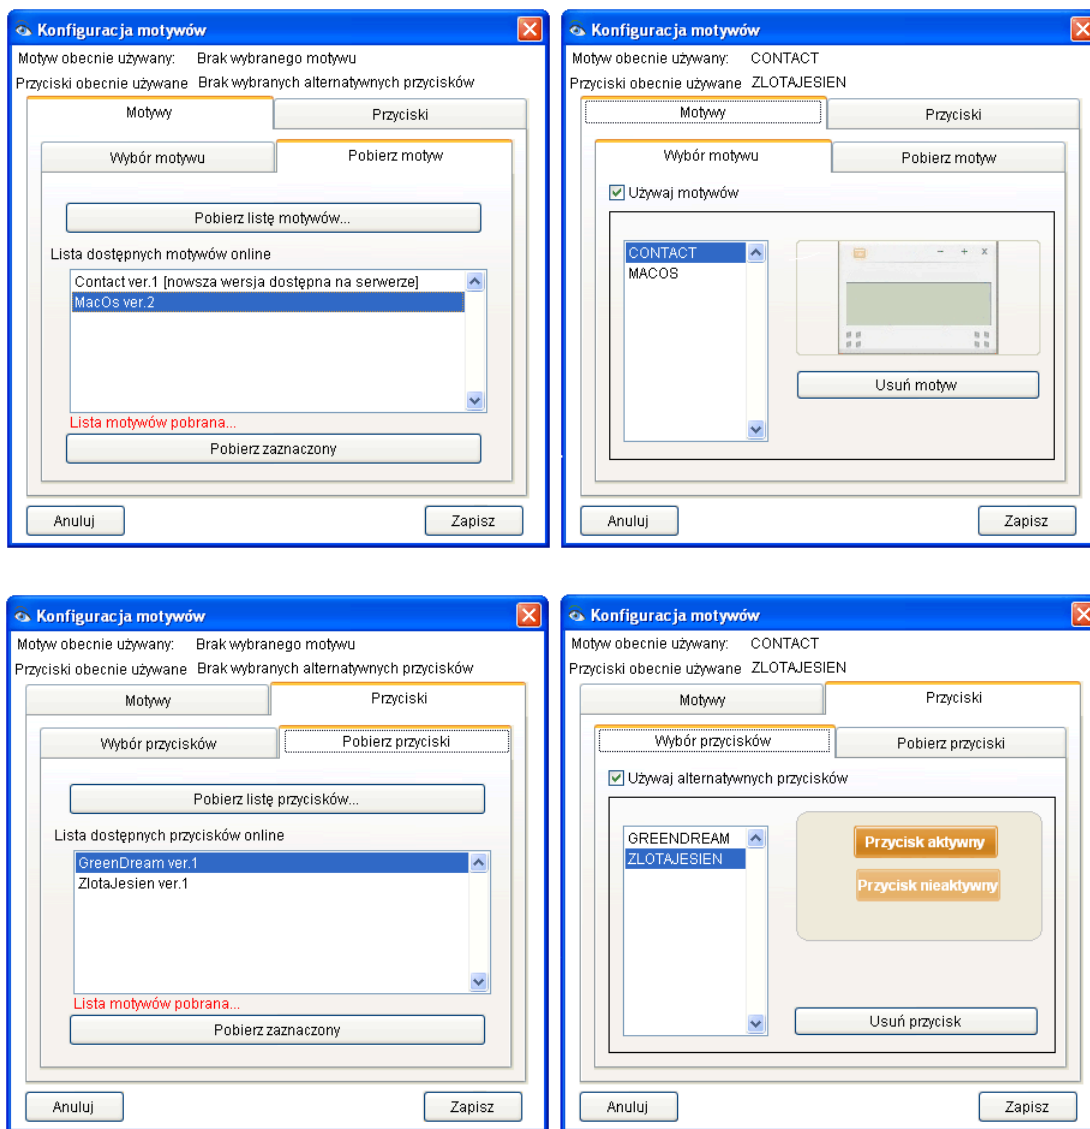 Konfiguracja motywów
Motyw obecnie używany: Brak wybranego motywu
Przyciski obecnie używane Brak wybranych alternatywnych przycisków
Motywy Przyciski
Wybór motywu Pobierz motyw
Pobierz listę motywów...
Lista dostępnych motywów online
Contact ver.1 [nowsza wersja dostępna na serwerze]
MacOs ver.2
Lista motywów pobrana...
Pobierz zaznaczony
Anuluj Zapisz
Konfiguracja motywów
Motyw obecnie używany: CONTACT
Przyciski obecnie używane ZLOTAJESIEN
Motywy Przyciski
Wybór motywu Pobierz motyw
Używaj motywów
CONTACT
MACOS
Usuń motyw
Anuluj Zapisz
Konfiguracja motywów
Motyw obecnie używany: Brak wybranego motywu
Przyciski obecnie używane Brak wybranych alternatywnych przycisków
Motywy Przyciski
Wybór przycisków Pobierz przyciski
Pobierz listę przycisków...
Lista dostępnych przycisków online
GreenDream ver.1
ZlotaJesien ver.1
Lista motywów pobrana...
Pobierz zaznaczony
Anuluj Zapisz
Konfiguracja motywów
Motyw obecnie używany: CONTACT
Przyciski obecnie używane ZLOTAJESIEN
Motywy Przyciski
Wybór przycisków Pobierz przyciski
Używaj alternatywnych przycisków
GREENDREAM
ZLOTAJESIEN
Przycisk aktywny
Przycisk nieaktywny
Usuń przycisk
Anuluj Zapisz